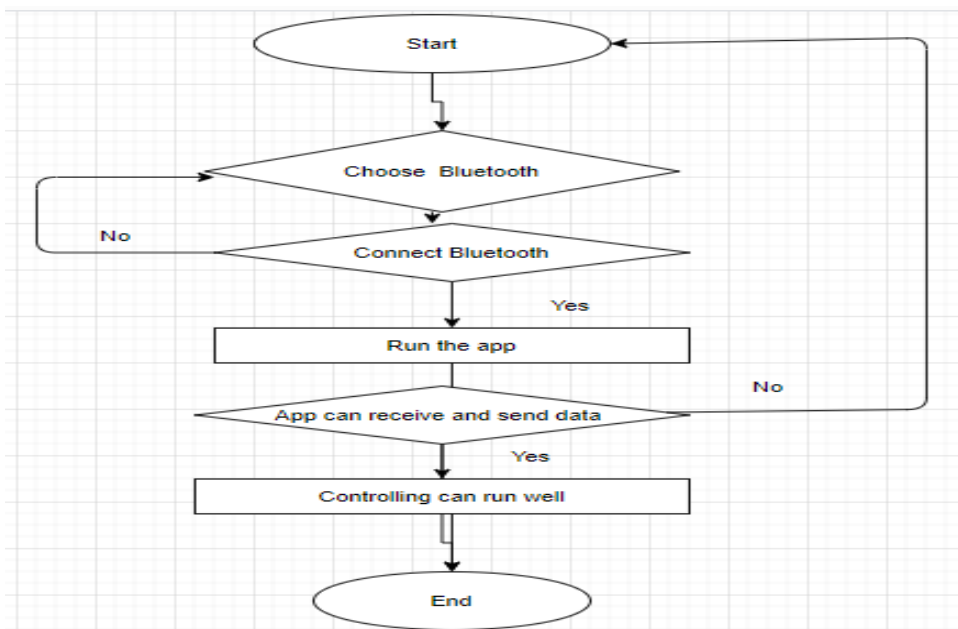 Start
Choose Bluetooth
No
Connect Bluetooth
Yes
Run the app
No
App can receive and send data
Yes
Controlling can run well
End